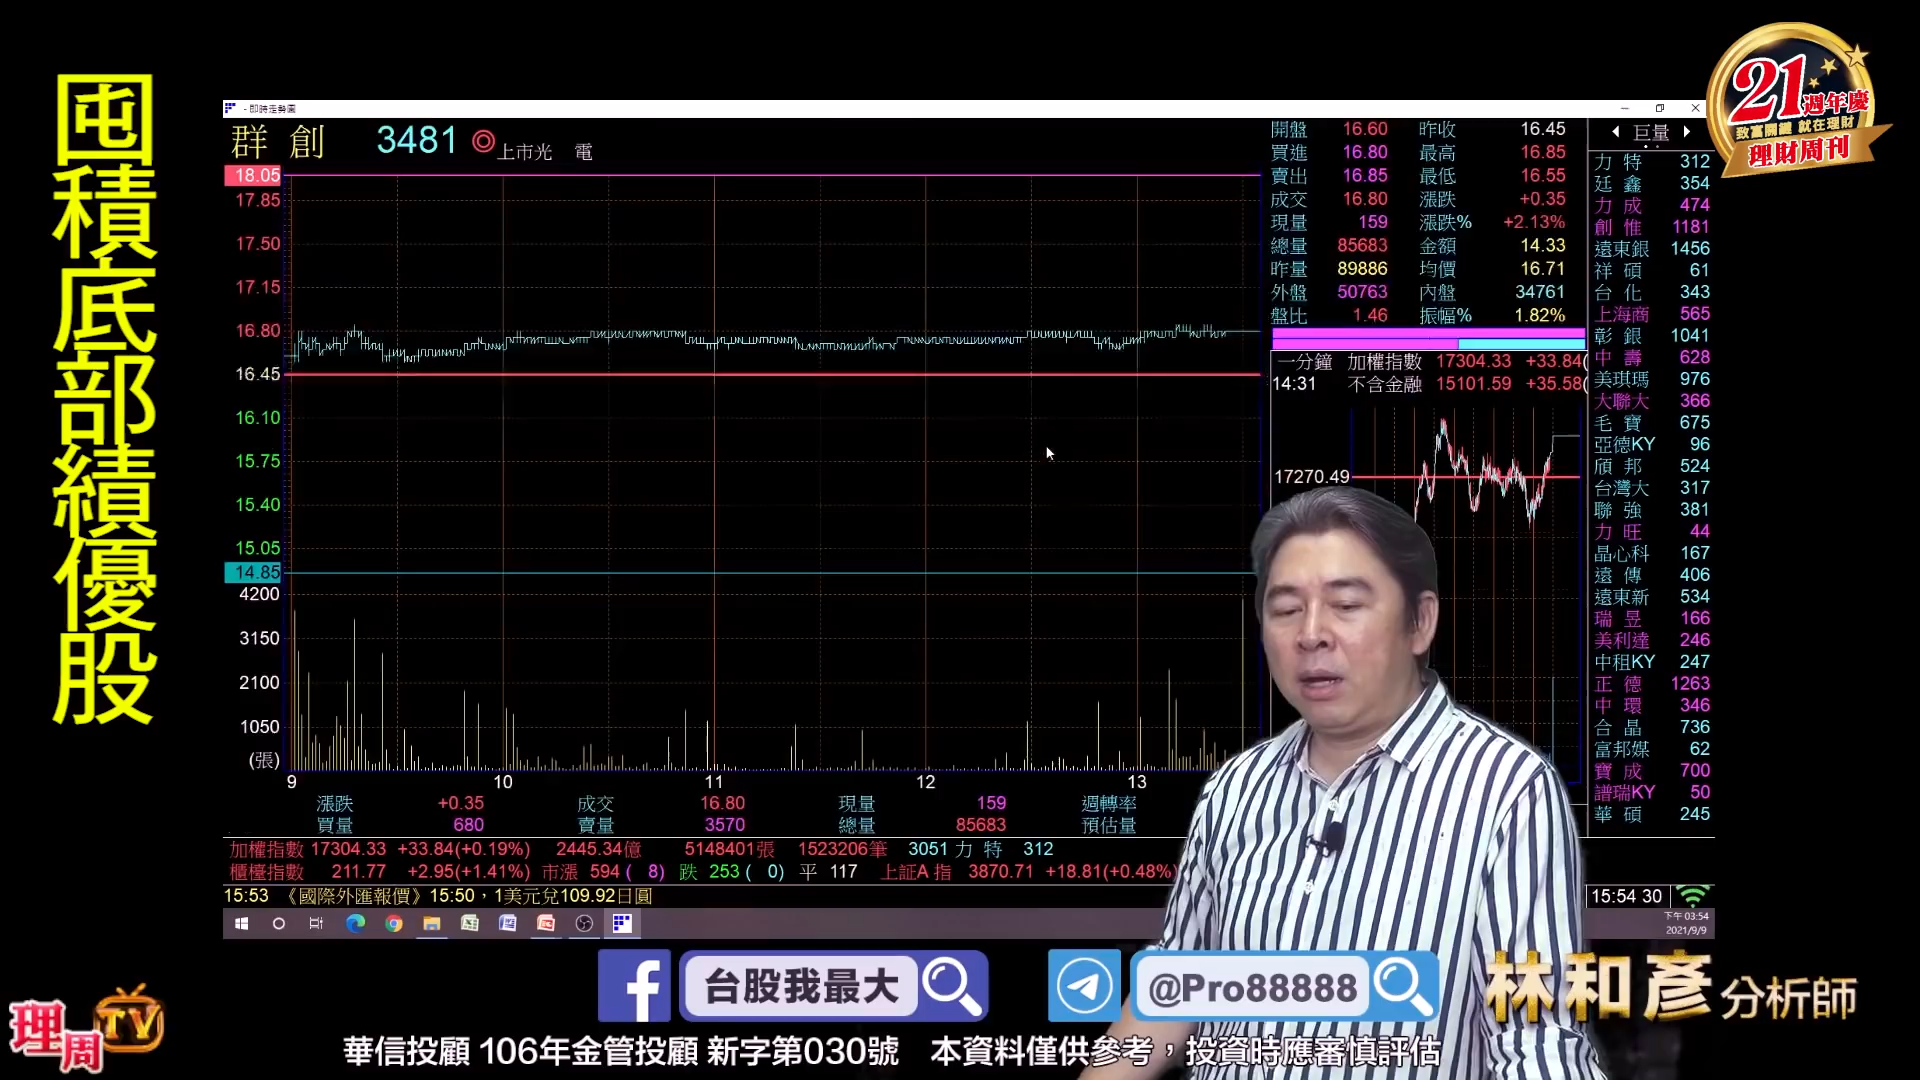 囤積底部績優股
21週年慶
致富關鍵 就在理財
理財周刊
- 即時走勢圖
群創 3481 ◎上市光 電
18.05
17.85
17.50
17.15
16.80
16.45
16.10
15.75
15.40
15.05
14.85
4200
3150
2100
1050
(張)
9 10 11 12 13
開盤 16.60 昨收 16.45
買進 16.80 最高 16.85
賣出 16.85 最低 16.55
成交 16.80 漲跌 +0.35
現量 159 漲跌% +2.13%
總量 85683 金額 14.33
昨量 89886 均價 16.71
外盤 50763 內盤 34761
盤比 1.46 振幅% 1.82%
一分鐘 加權指數 17304.33 +33.84(
14:31 不含金融 15101.59 +35.58(
17270.49
巨量
力特 312
廷鑫 354
力成 474
創惟 1181
遠東銀 1456
祥碩 61
台化 343
上海商 565
彰銀 1041
中壽 628
美琪瑪 976
大聯大 366
毛寶 675
亞德KY 96
頎邦 524
台灣大 317
聯強 381
力旺 44
晶心科 167
遠傳 406
遠東新 534
瑞昱 166
美利達 246
中租KY 247
正德 1263
中環 346
合晶 736
富邦媒 62
寶成 700
譜瑞KY 50
華碩 245
漲跌 +0.35 成交 16.80 現量 159 週轉率
買量 680 賣量 3570 總量 85683 預估量
加權指數 17304.33 +33.84(+0.19%) 2445.34億 5148401張 1523206筆 3051 力特 312
櫃檯指數 211.77 +2.95(+1.41%) 市漲 594 ( 8) 跌 253 ( 0) 平 117 上証A指 3870.71 +18.81(+0.48%)
15:53 《國際外匯報價》15:50，1美元兌109.92日圓
15:54 30
下午 03:54
2021/9/9
台股我最大
@Pro88888
林和彥 分析師
理周TV
華信投顧 106年金管投顧 新字第030號 本資料僅供參考，投資時應審慎評估